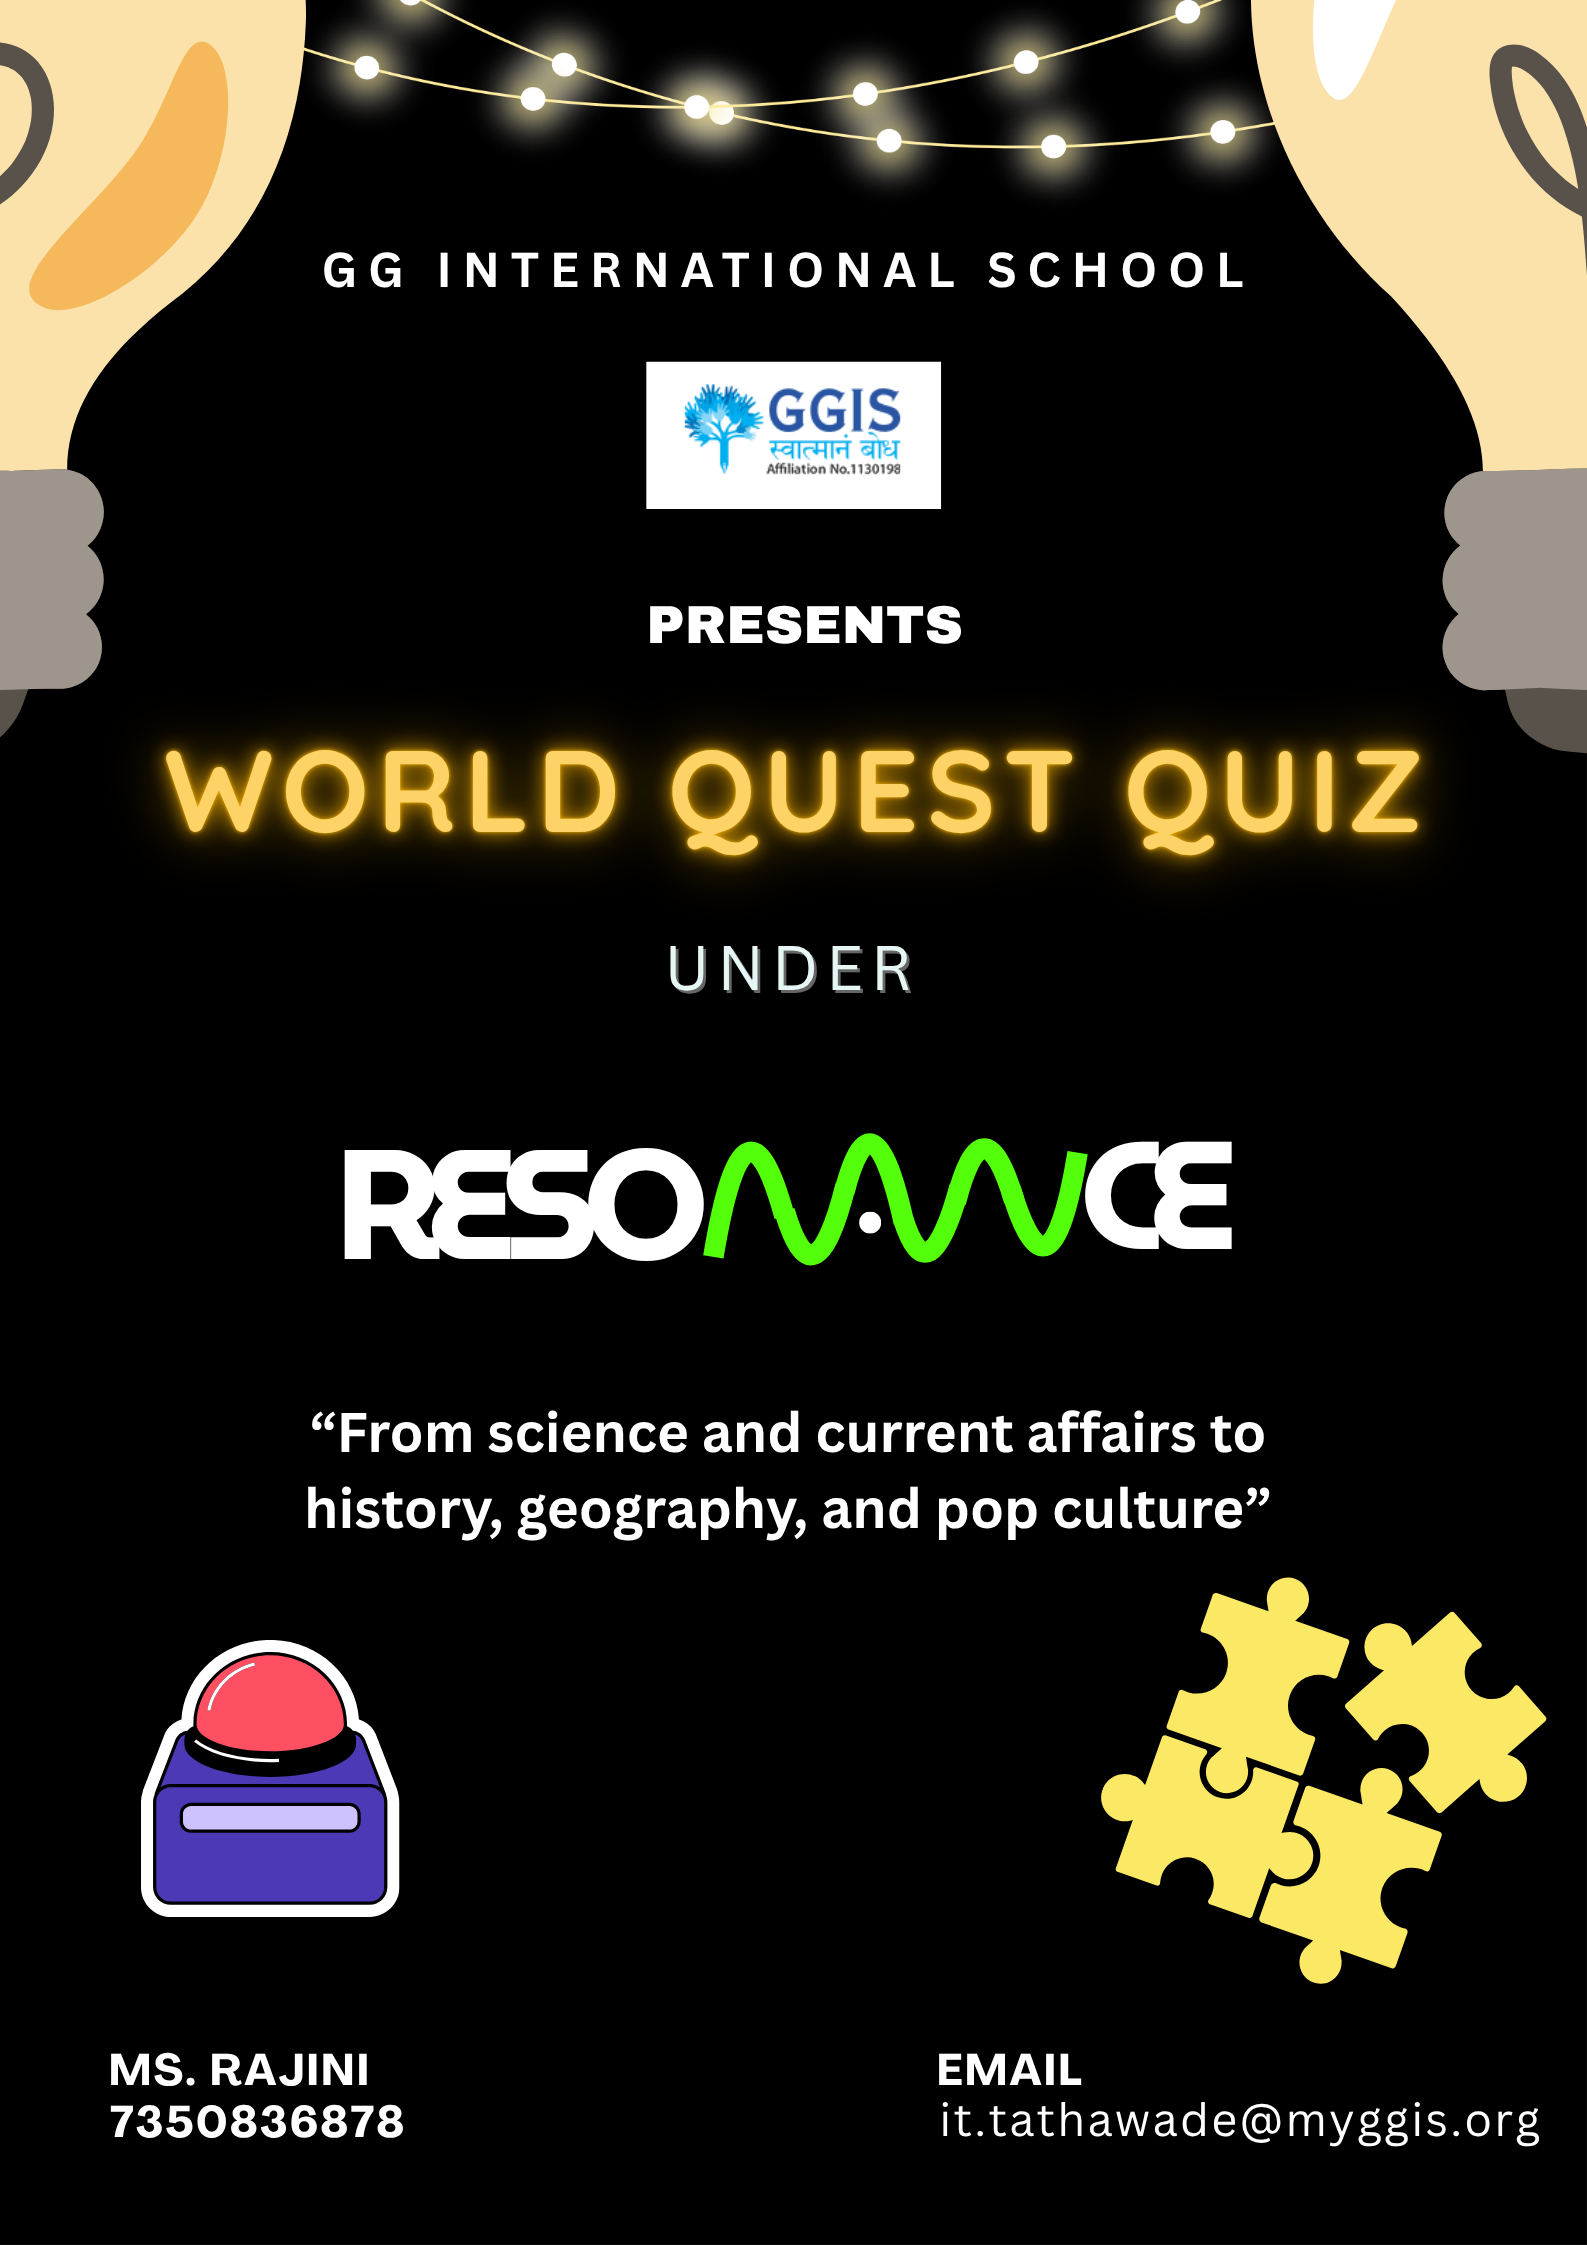 GG INTERNATIONAL SCHOOL
GGIS
स्वात्मानं बोध
Affiliation No.1130198
PRESENTS
WORLD QUEST QUIZ
UNDER
RESONANCE
“From science and current affairs to
history, geography, and pop culture”
MS. RAJINI
7350836878
EMAIL
it.tathawade@myggis.org